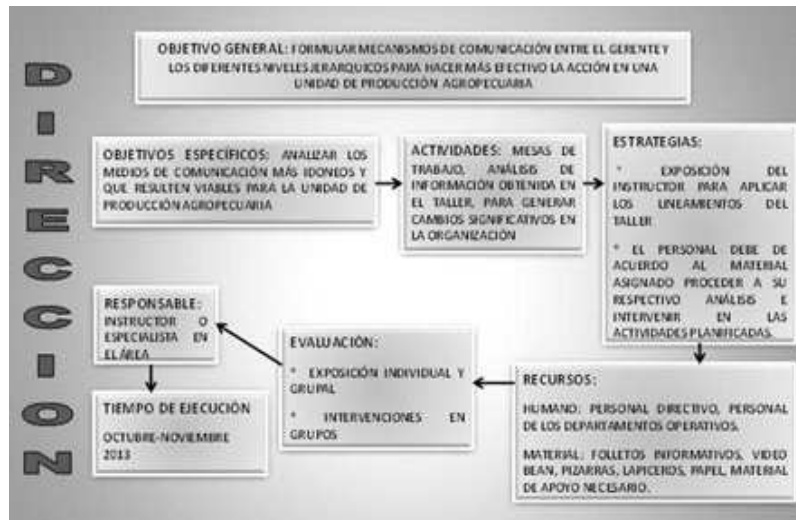 DIRECCION
OBJETIVO GENERAL: FORMULAR MECANISMOS DE COMUNICACIÓN ENTRE EL GERENTE Y
LOS DIFERENTES NIVELES JERARQUICOS PARA HACER MÁS EFECTIVO LA ACCIÓN EN UNA
UNIDAD DE PRODUCCIÓN AGROPECUARIA
OBJETIVOS ESPECÍFICOS: ANALIZAR LOS
MEDIOS DE COMUNICACIÓN MÁS IDONEOS Y
QUE RESULTEN VIABLES PARA LA UNIDAD DE
PRODUCCIÓN AGROPECUARIA
ACTIVIDADES: MESAS DE
TRABAJO, ANÁLISIS DE
INFORMACIÓN OBTENIDA EN
EL TALLER, PARA GENERAR
CAMBIOS SIGNIFICATIVOS EN
LA ORGANIZACIÓN
ESTRATEGIAS:
* EXPOSICIÓN DEL
INSTRUCTOR PARA APLICAR
LOS LINEAMIENTOS DEL
TALLER
* EL PERSONAL DEBE DE
ACUERDO AL MATERIAL
ASIGNADO PROCEDER A SU
RESPECTIVO ANÁLISIS E
INTERVENIR EN LAS
ACTIVIDADES PLANIFICADAS.
RECURSOS:
HUMANO: PERSONAL DIRECTIVO, PERSONAL
DE LOS DEPARTAMENTOS OPERATIVOS.
MATERIAL: FOLLETOS INFORMATIVOS, VIDEO
BEAN, PIZARRAS, LAPICEROS, PAPEL, MATERIAL
DE APOYO NECESARIO.
EVALUACIÓN:
* EXPOSICIÓN INDIVIDUAL Y
GRUPAL
* INTERVENCIONES EN
GRUPOS
RESPONSABLE:
INSTRUCTOR O
ESPECIALISTA EN
EL ÁREA
TIEMPO DE EJECUCIÓN
OCTUBRE-NOVIEMBRE
2013